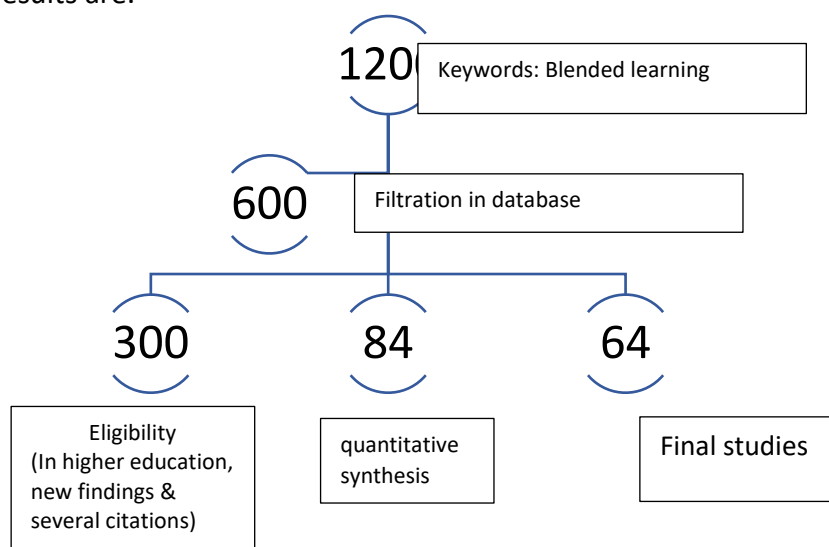 esults are:
120
Keywords: Blended learning
600
Filtration in database
300
84
64
Eligibility
(In higher education,
new findings &
several citations)
quantitative
synthesis
Final studies